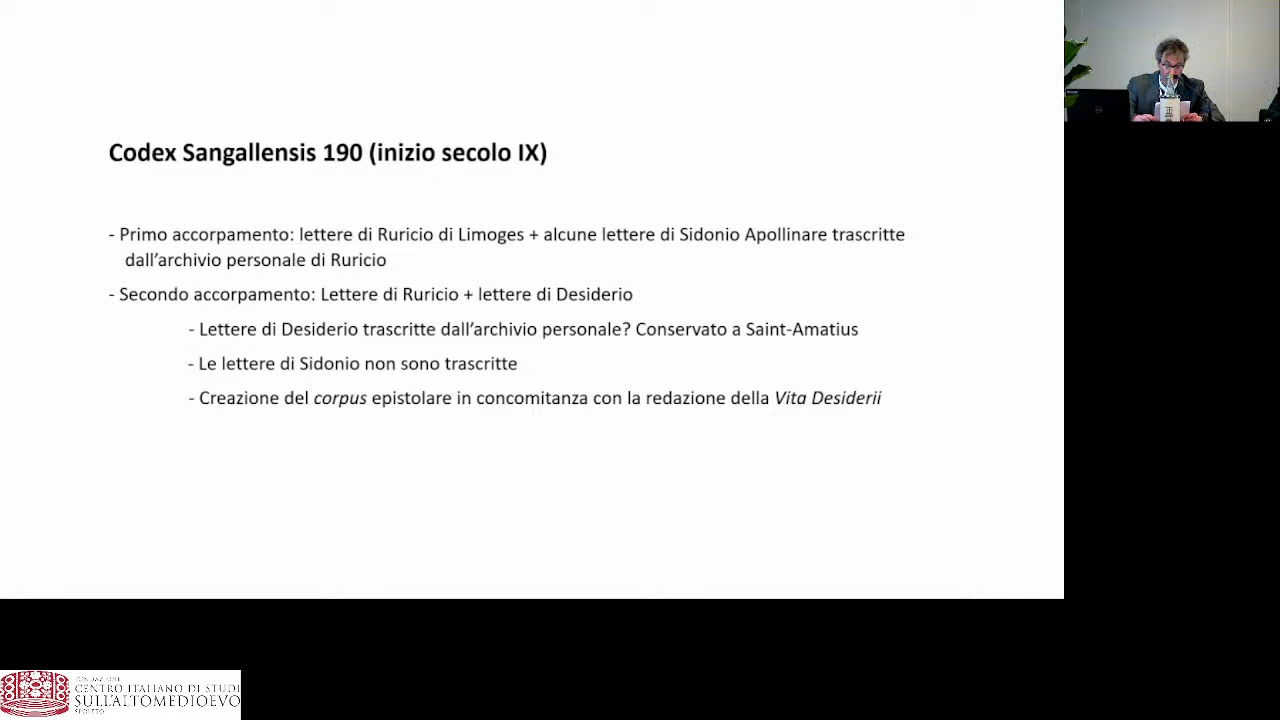 Codex Sangallensis 190 (inizio secolo IX)
- Primo accorpamento: lettere di Ruricio di Limoges + alcune lettere di Sidonio Apollinare trascritte
dall’archivio personale di Ruricio
- Secondo accorpamento: Lettere di Ruricio + lettere di Desiderio
- Lettere di Desiderio trascritte dall’archivio personale? Conservato a Saint-Amatius
- Le lettere di Sidonio non sono trascritte
- Creazione del corpus epistolare in concomitanza con la redazione della Vita Desiderii
FONDAZIONE
CENTRO ITALIANO DI STUDI
SULL'ALTOMEDIOEVO
SPOLETO